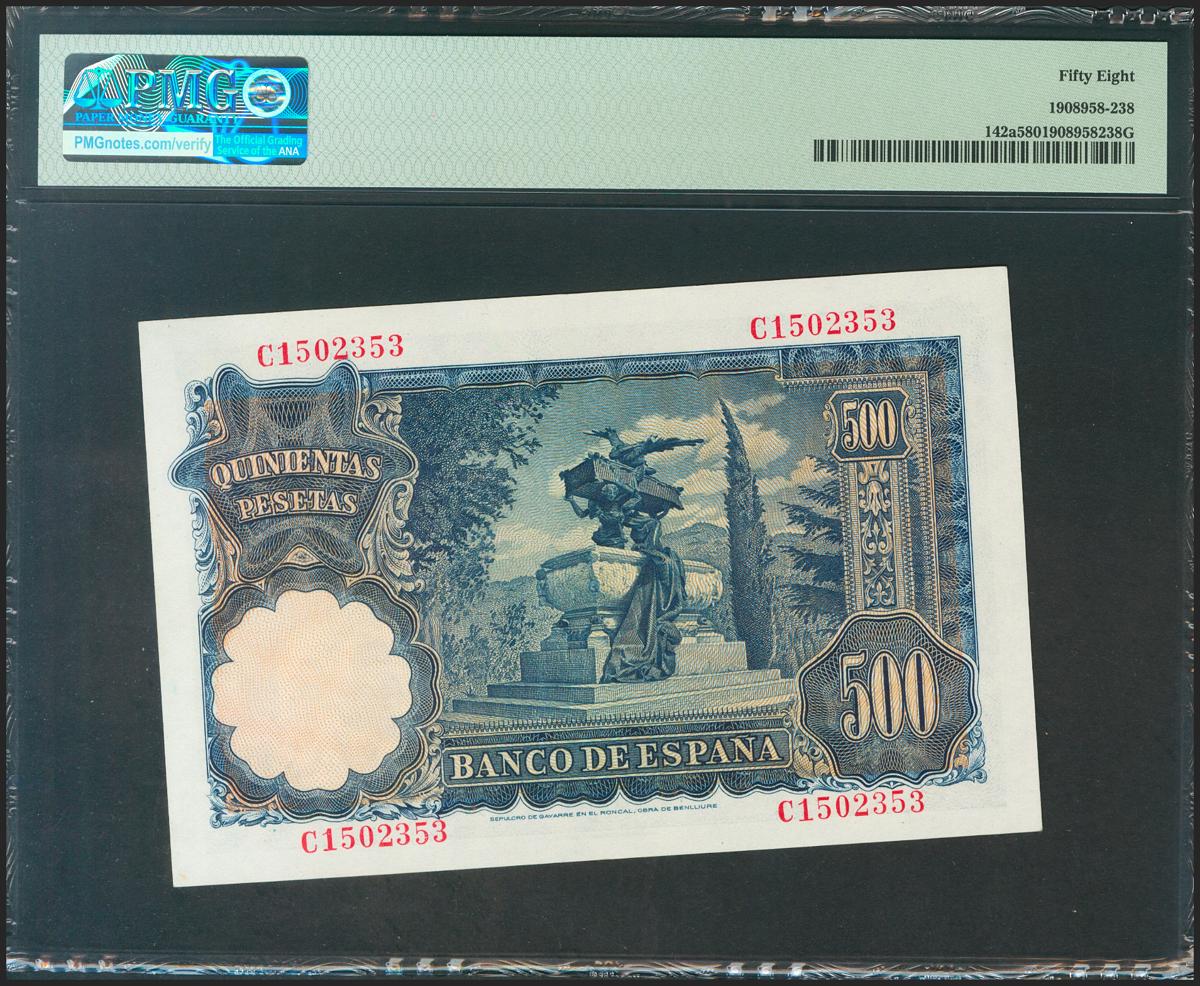 PMG
PAPER MONEY GUARANTY
PMGnotes.com/verify
The Official Grading
Service of the ANA
Fifty Eight
1908958-238
142a5801908958238G
C1502353
C1502353
500
QUINIENTAS
PESETAS
500
BANCO DE ESPAÑA
SEPULCRO DE GAYARRE EN EL RONCAL, OBRA DE BENLLIURE
C1502353
C1502353